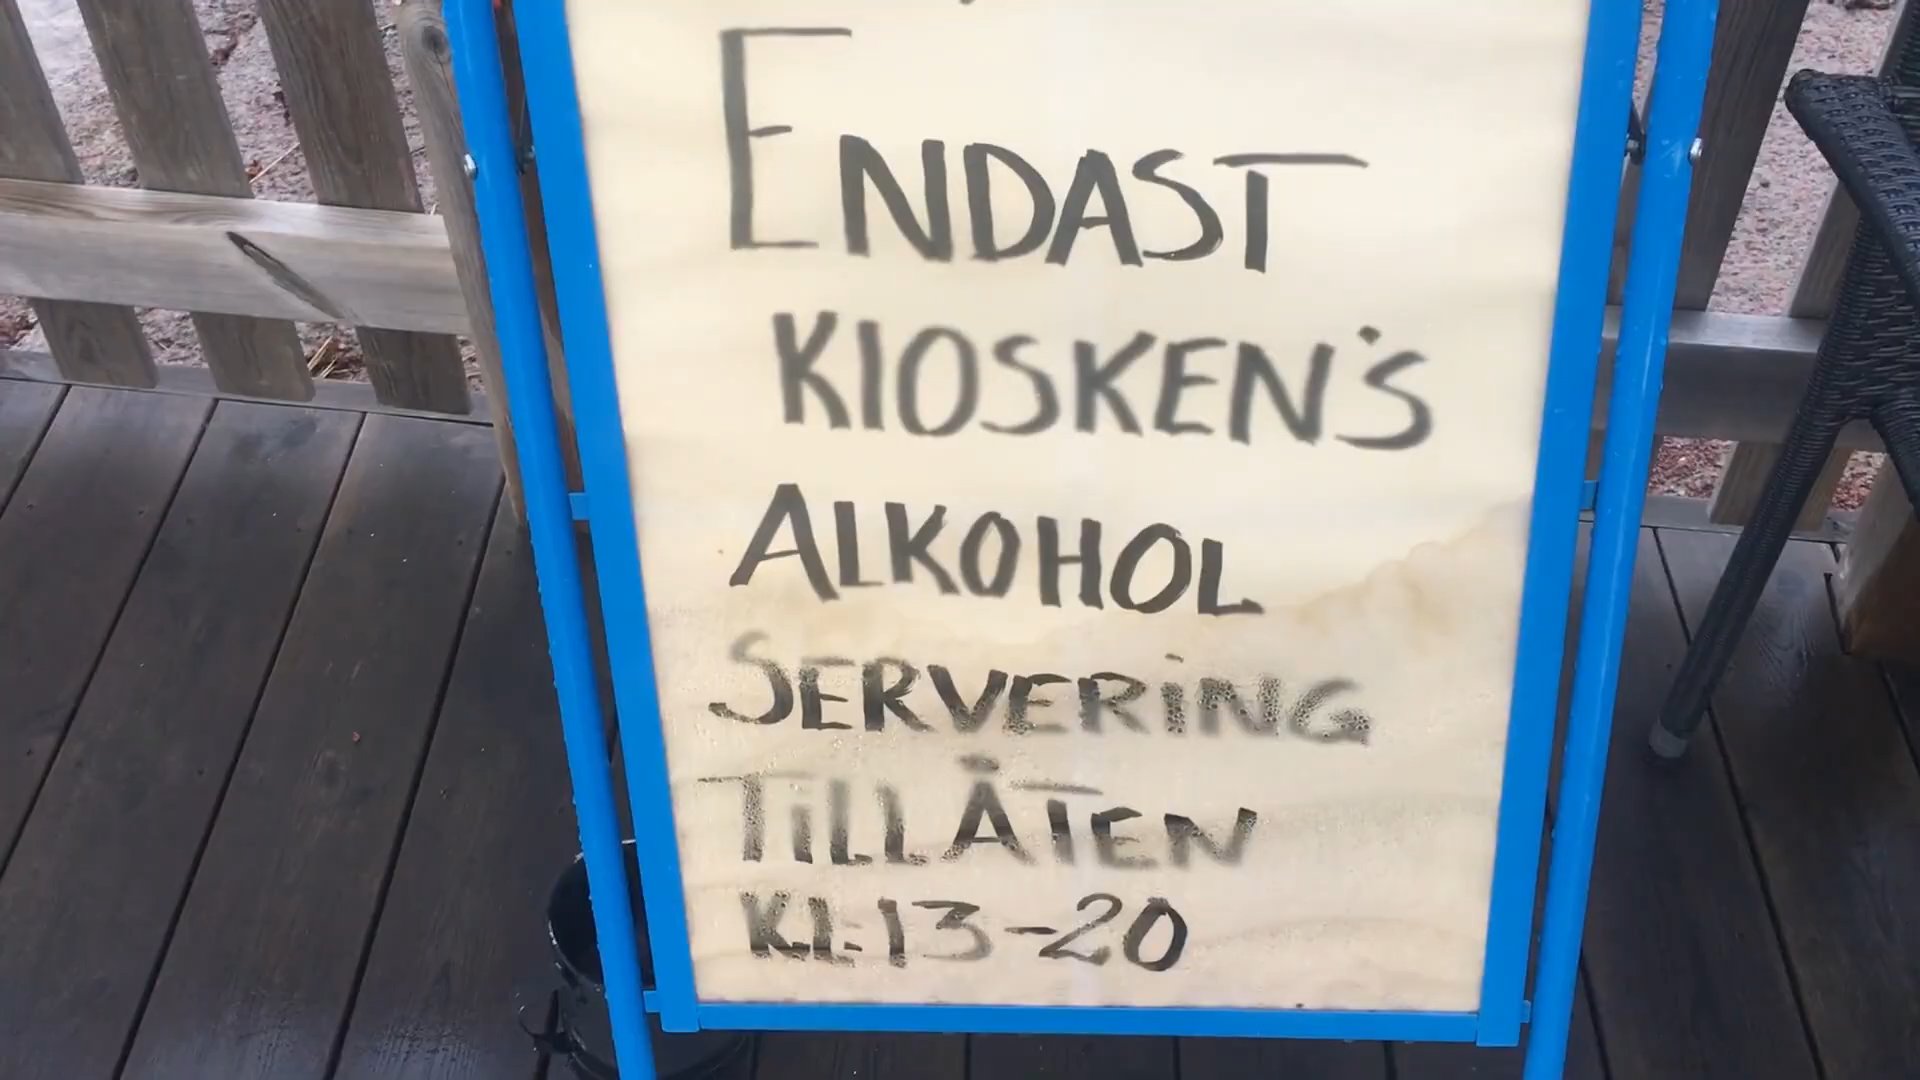 ENDAST
KIOSKEN'S
ALKOHOL
SERVERING
TILLÅTEN
KL. 13-20